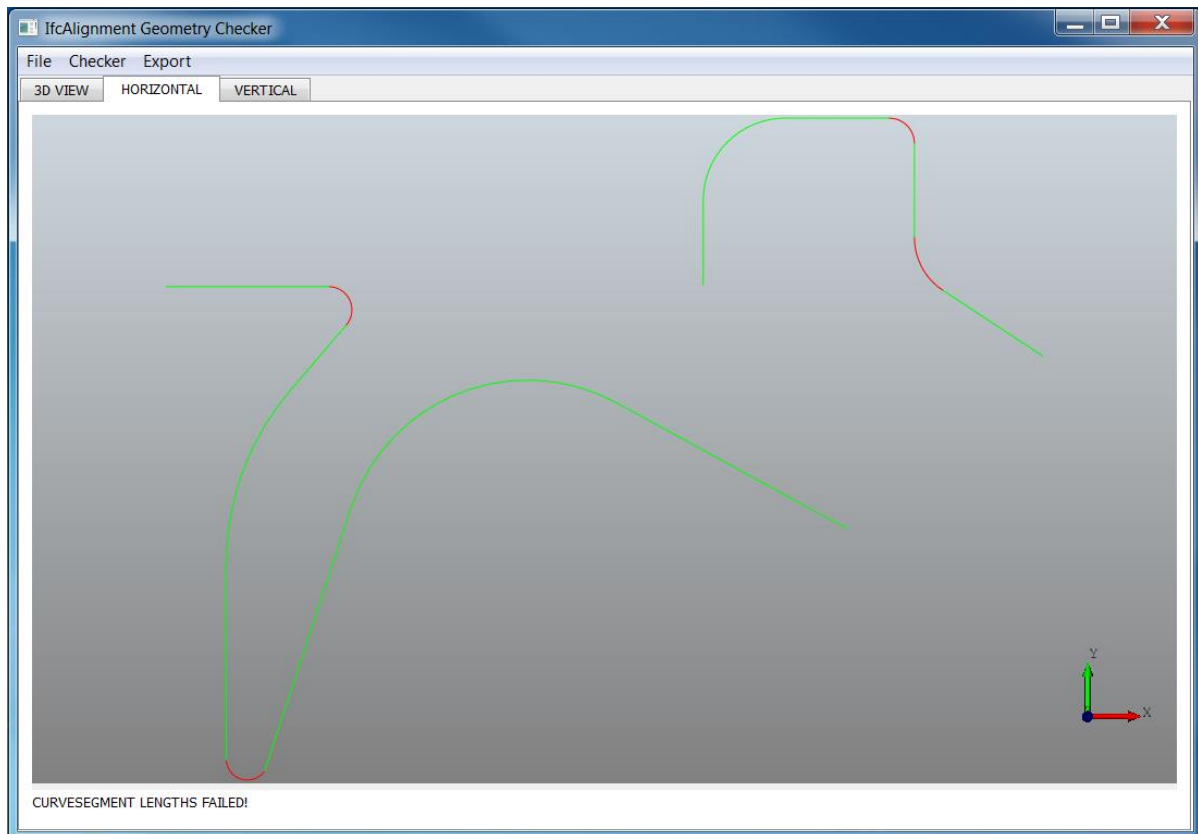 IfcAlignment Geometry Checker
File Checker Export
3D VIEW HORIZONTAL VERTICAL
Y
X
CURVESEGMENT LENGTHS FAILED!